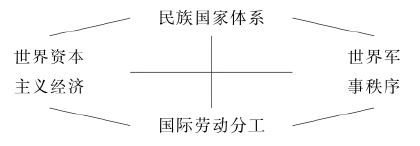 民族国家体系
世界资本
主义经济
世界军
事秩序
国际劳动分工